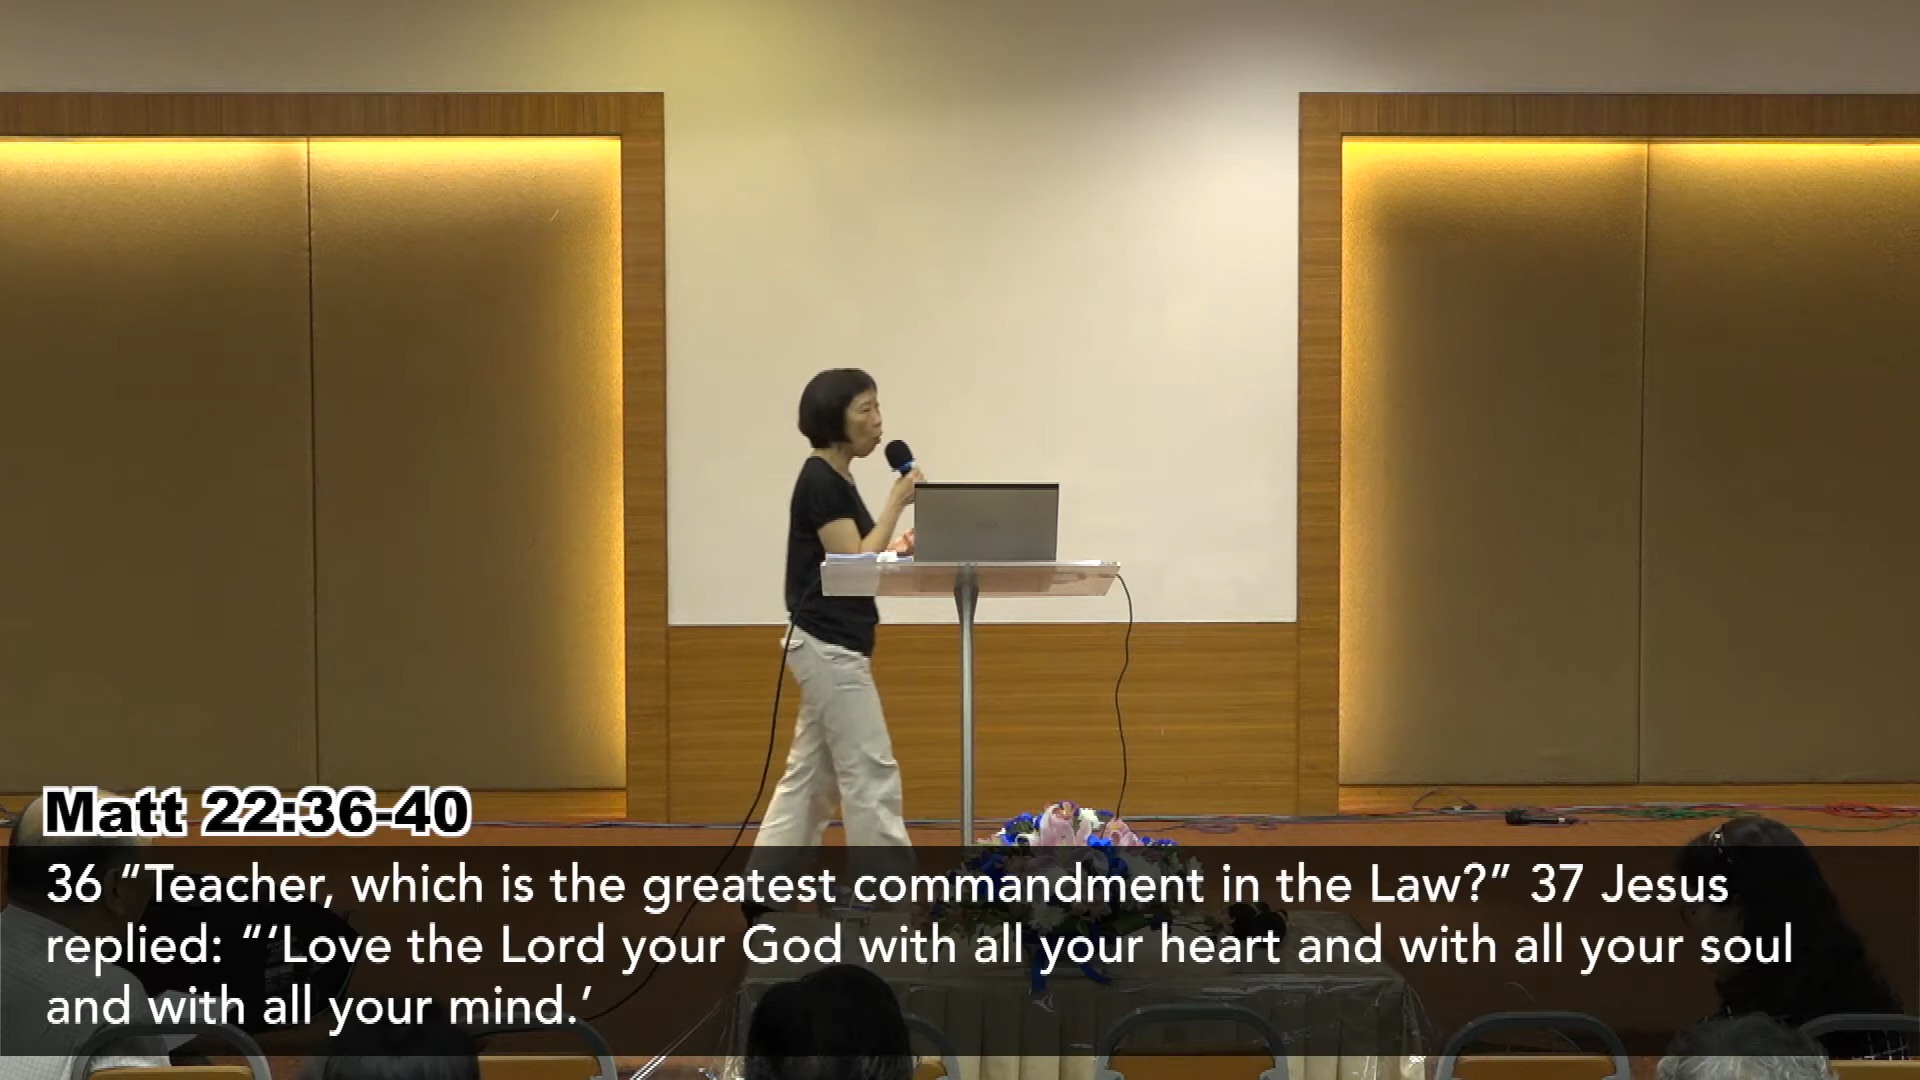 Matt 22:36-40
36 “Teacher, which is the greatest commandment in the Law?” 37 Jesus
replied: “‘Love the Lord your God with all your heart and with all your soul
and with all your mind.’